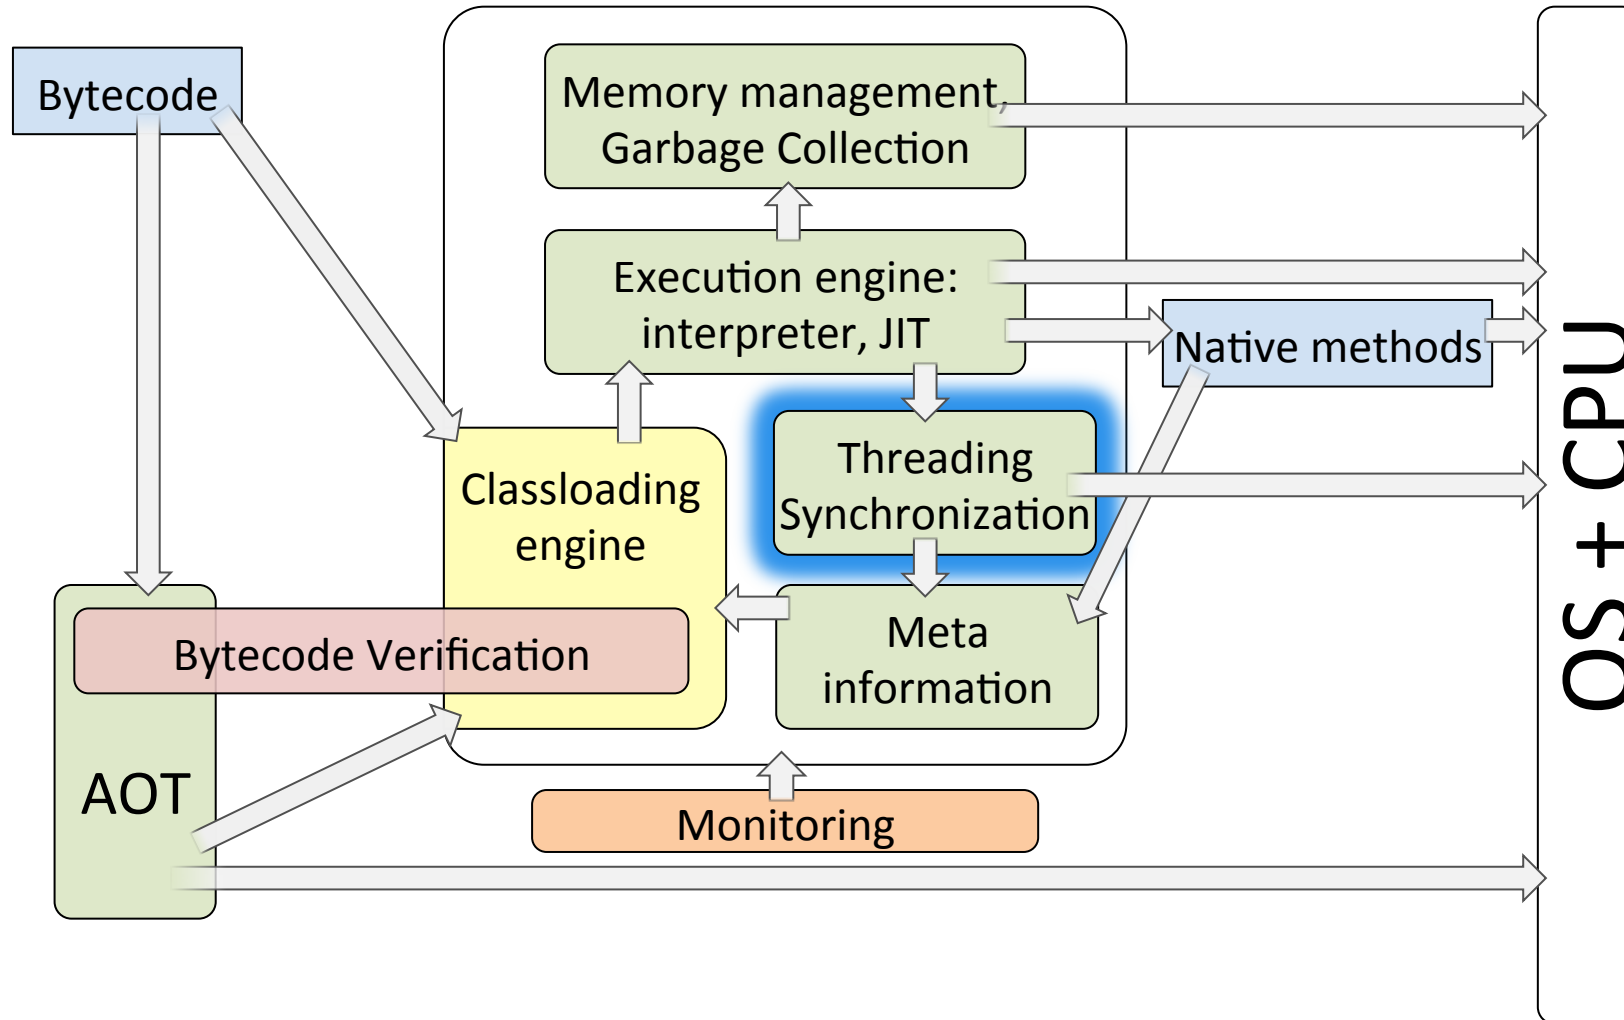 Bytecode
Memory management,
Garbage Collection
Execution engine:
interpreter, JIT
Native methods
Threading
Synchronization
Classloading
engine
Bytecode Verification
Meta
information
AOT
Monitoring
OS + CPU